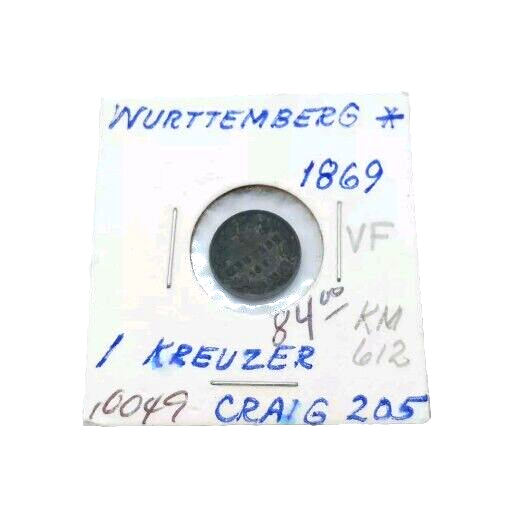 WURTTEMBERG *
1869
VF
84.00
KM
612
1 KREUZER
10049 CRAIG 205